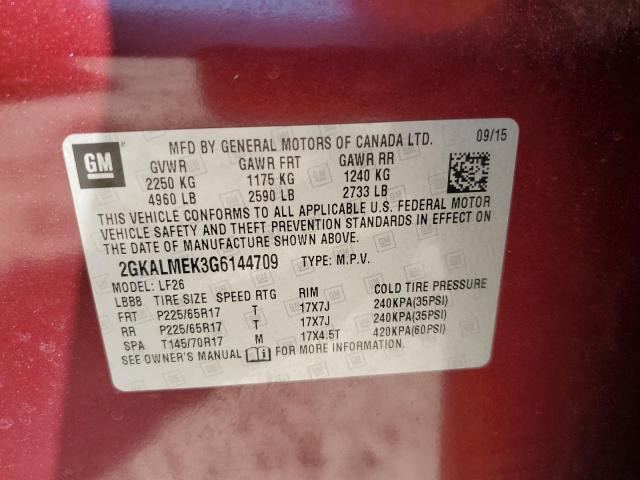 GM
MFD BY GENERAL MOTORS OF CANADA LTD. 09/15
GVWR GAWR FRT GAWR RR
2250 KG 1175 KG 1240 KG
4960 LB 2590 LB 2733 LB
THIS VEHICLE CONFORMS TO ALL APPLICABLE U.S. FEDERAL MOTOR
VEHICLE SAFETY AND THEFT PREVENTION STANDARDS IN EFFECT ON
THE DATE OF MANUFACTURE SHOWN ABOVE.
2GKALMEK3G6144709 TYPE: M.P.V.
MODEL: LF26
LBB8 TIRE SIZE SPEED RTG RIM COLD TIRE PRESSURE
FRT P225/65R17 T 17X7J 240KPA(35PSI)
RR P225/65R17 T 17X7J 240KPA(35PSI)
SPA T145/70R17 M 17X4.5T 420KPA(60PSI)
SEE OWNER'S MANUAL FOR MORE INFORMATION.